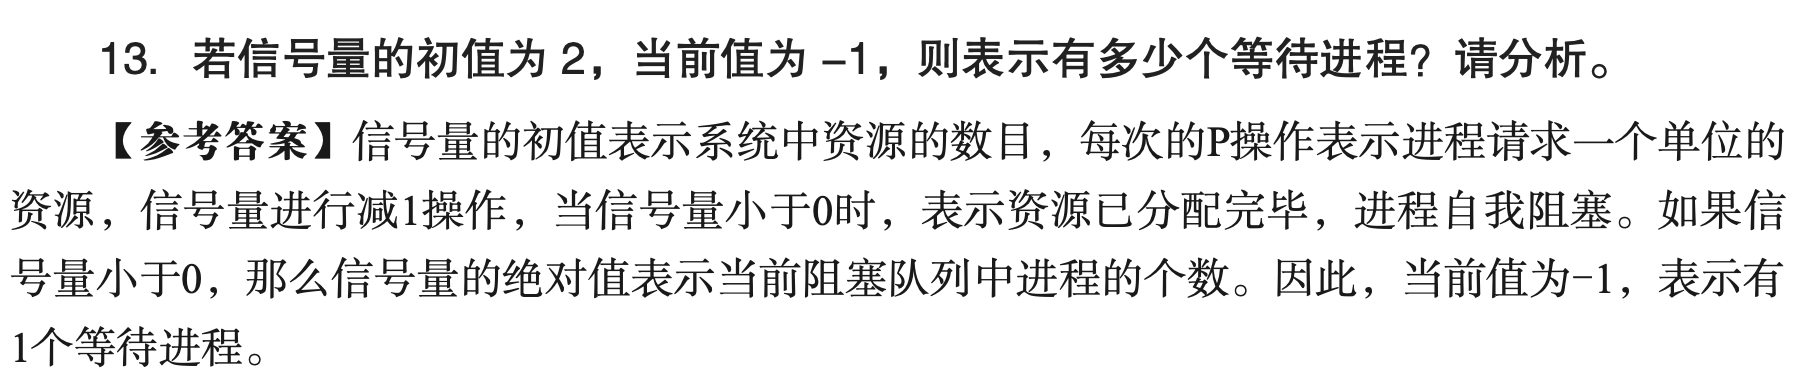 13. 若信号量的初值为 2，当前值为 –1，则表示有多少个等待进程？请分析。
【参考答案】信号量的初值表示系统中资源的数目，每次的P操作表示进程请求一个单位的
资源，信号量进行减1操作，当信号量小于0时，表示资源已分配完毕，进程自我阻塞。如果信
号量小于0，那么信号量的绝对值表示当前阻塞队列中进程的个数。因此，当前值为−1，表示有
1个等待进程。